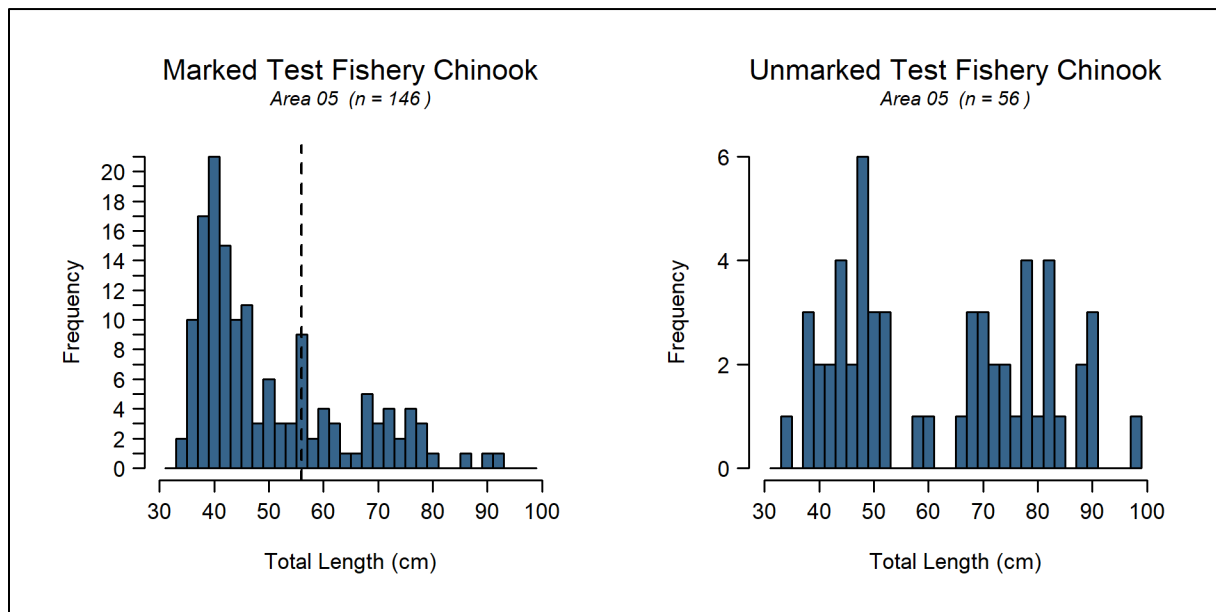 Marked Test Fishery Chinook
Area 05 (n = 146 )
Frequency
20
18
16
14
12
10
8
6
4
2
0
30 40 50 60 70 80 90 100
Total Length (cm)
Unmarked Test Fishery Chinook
Area 05 (n = 56 )
Frequency
6
4
2
0
30 40 50 60 70 80 90 100
Total Length (cm)